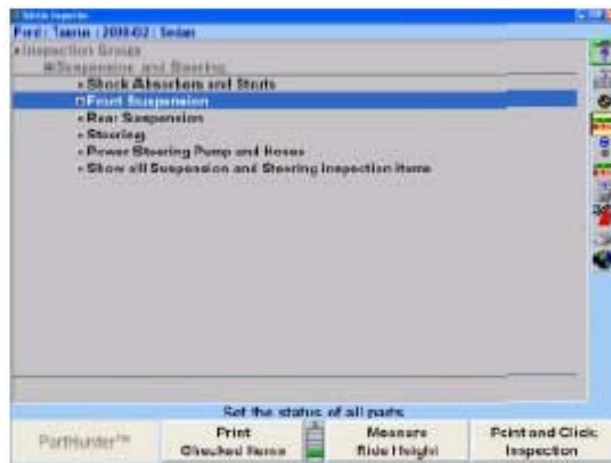 Ford : Taurus : 2000-02 : Sedan
Inspection Groups
Suspension and Steering
Shock Absorbers and Struts
Front Suspension
Rear Suspension
Steering
Power Steering Pump and Hoses
Show all Suspension and Steering inspection items
Set the status of all parts
PartHunter™
Print Checked Items
Measure Ride Height
Point and Click Inspection